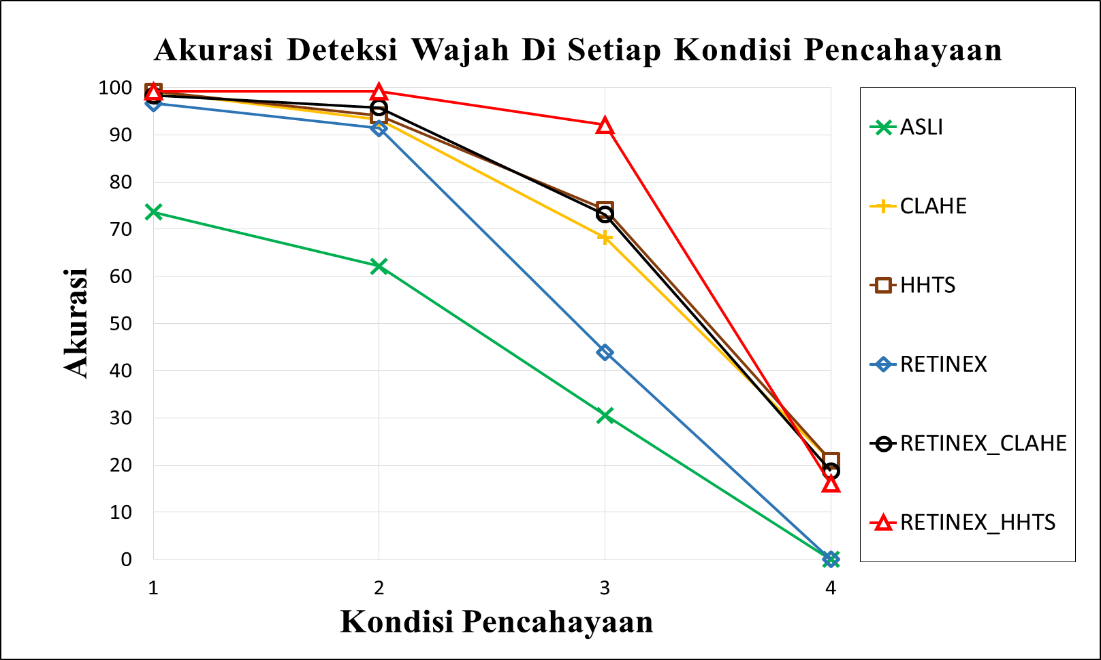 Akurasi Deteksi Wajah Di Setiap Kondisi Pencahayaan
100
90
80
70
60
50
40
30
20
10
0
Akurasi
1 2 3 4
Kondisi Pencahayaan
ASLI
CLAHE
HHTS
RETINEX
RETINEX_CLAHE
RETINEX_HHTS